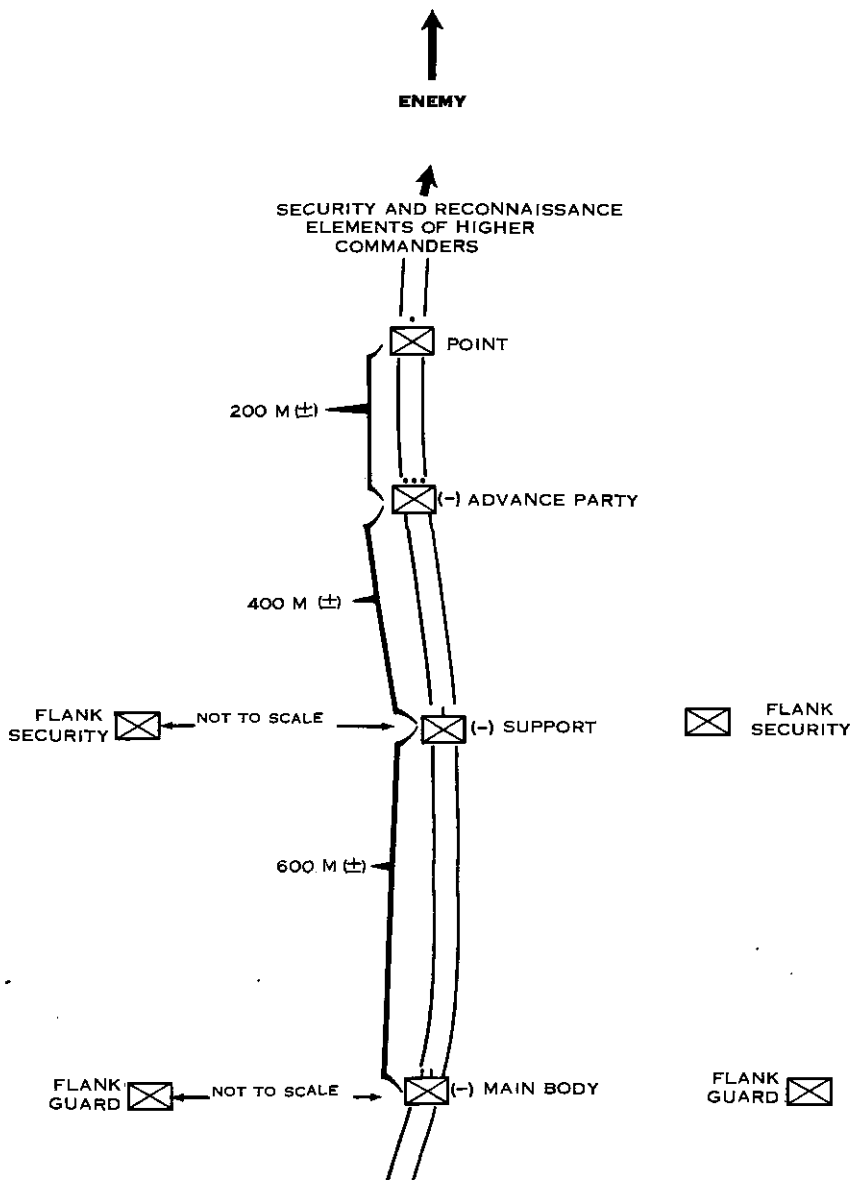 ENEMY
SECURITY AND RECONNAISSANCE
ELEMENTS OF HIGHER
COMMANDERS
POINT
200 M (±)
(-) ADVANCE PARTY
400 M (±)
FLANK
SECURITY
NOT TO SCALE
(-) SUPPORT
FLANK
SECURITY
600 M (±)
FLANK
GUARD
NOT TO SCALE
(-) MAIN BODY
FLANK
GUARD